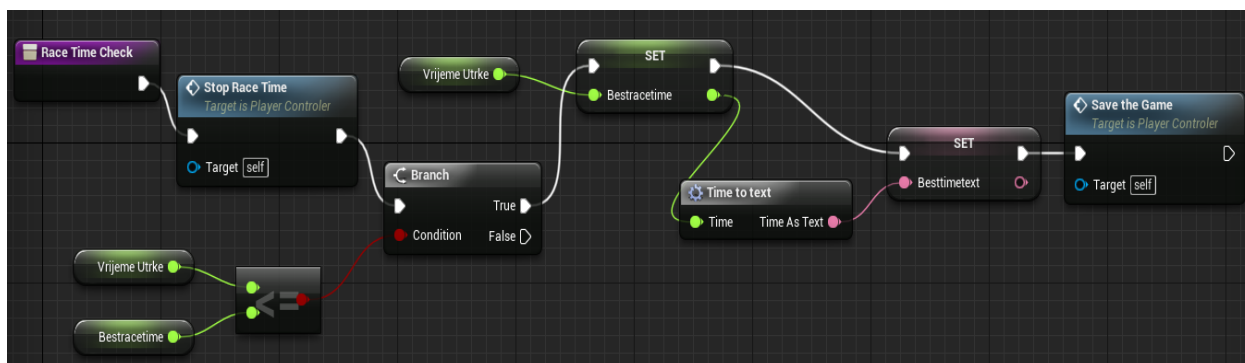 Race Time Check
Stop Race Time
Target is Player Controler
Target self
Vrijeme Utrke
Bestracetime
<=
Branch
True
Condition False
Vrijeme Utrke
SET
Bestracetime
Time to text
Time Time As Text
SET
Besttimetext
Save the Game
Target is Player Controler
Target self